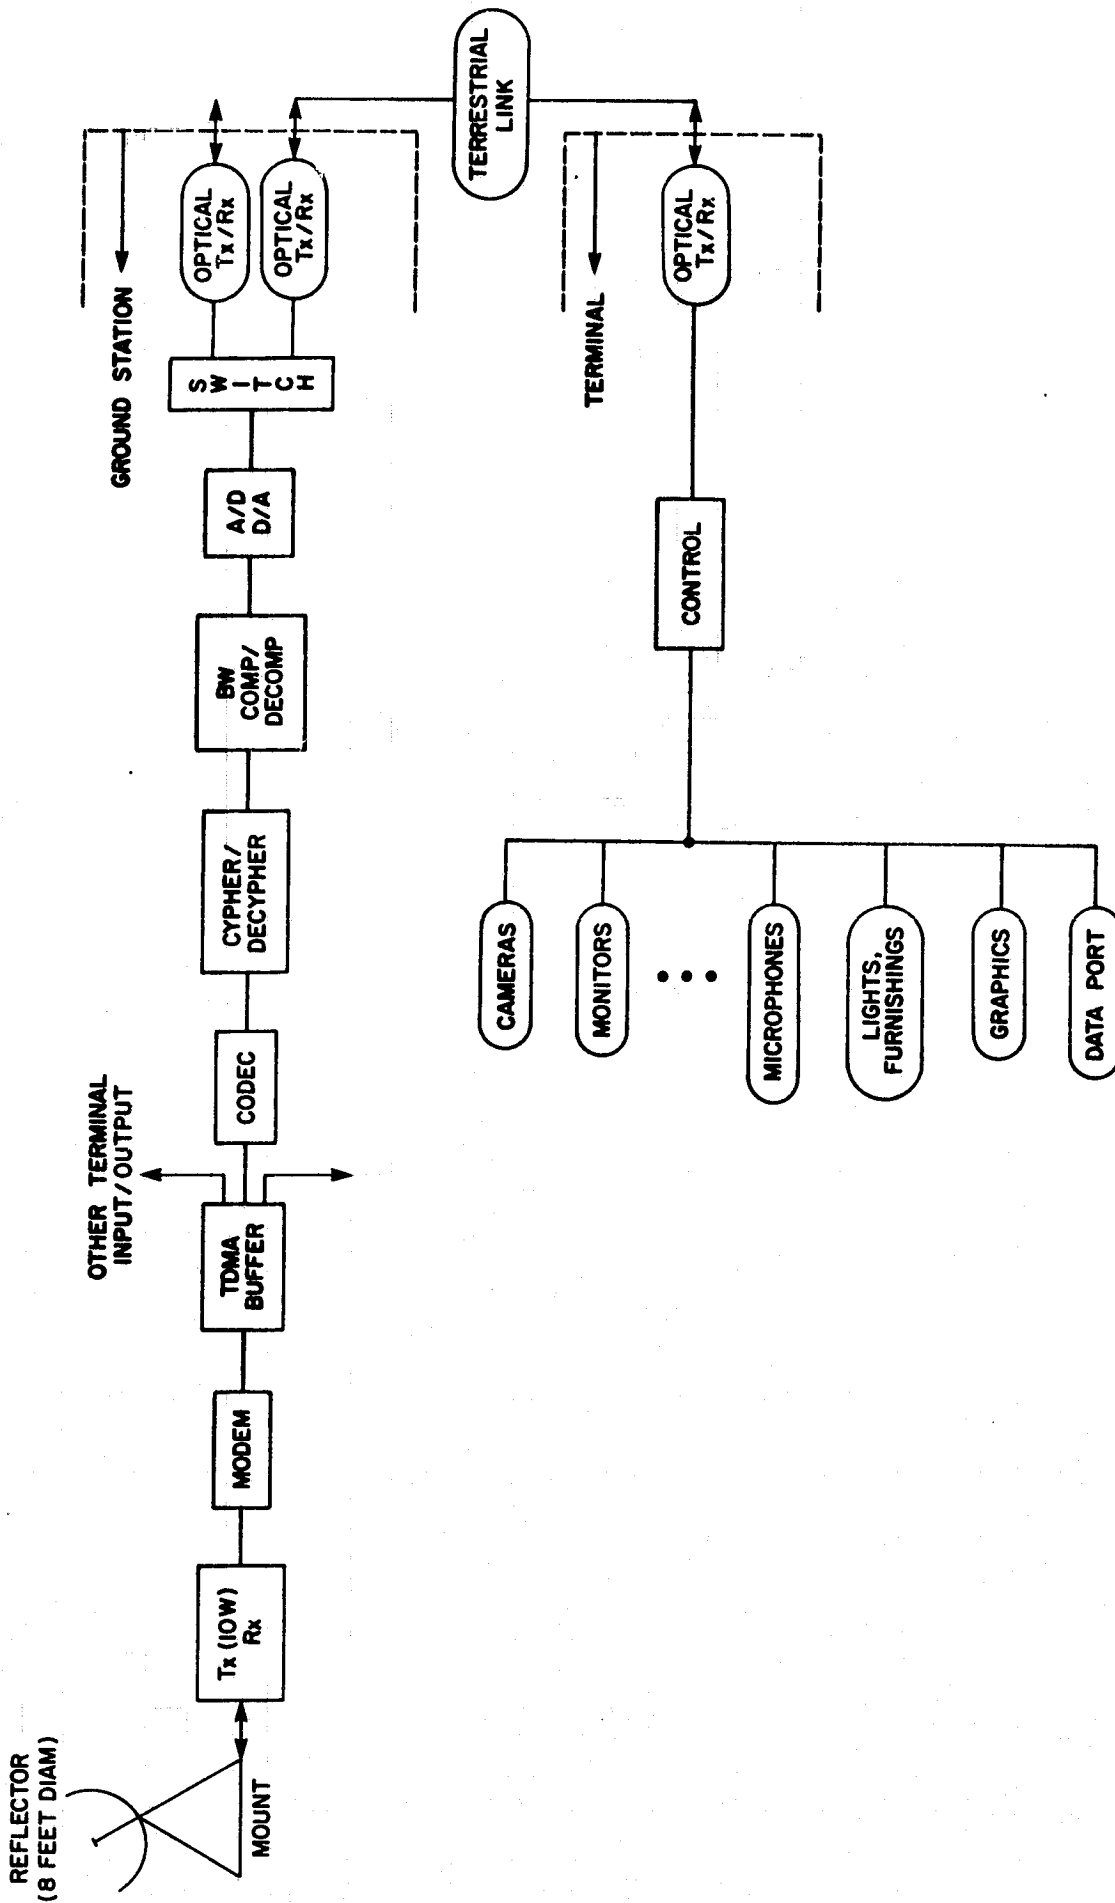 REFLECTOR
(8 FEET DIAM)
MOUNT
Tx (10W)
Rx
MODEM
TDMA
BUFFER
OTHER TERMINAL
INPUT/OUTPUT
CODEC
CYPHER/
DECYPHER
BW
COMP/
DECOMP
A/D
D/A
SWITCH
GROUND STATION
OPTICAL
Tx/Rx
OPTICAL
Tx/Rx
TERRESTRIAL
LINK
TERMINAL
OPTICAL
Tx/Rx
CONTROL
CAMERAS
MONITORS
MICROPHONES
LIGHTS,
FURNISHINGS
GRAPHICS
DATA PORT